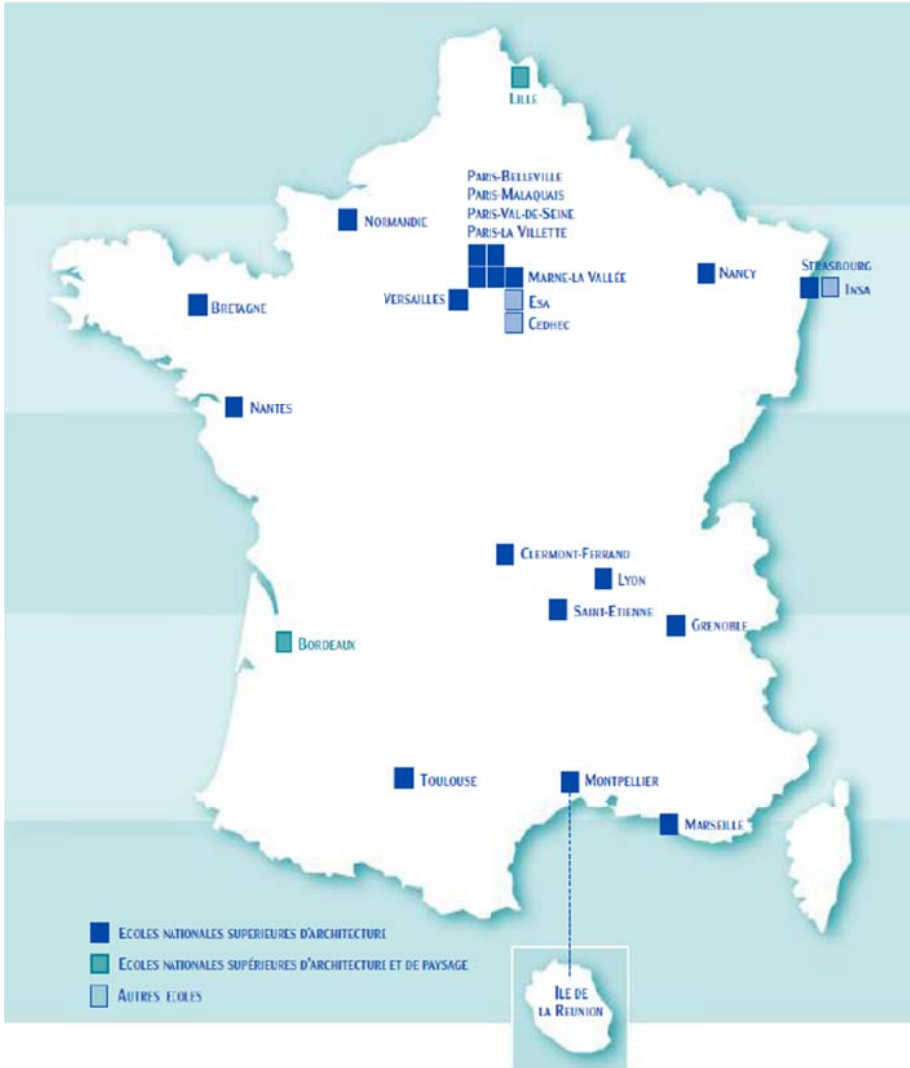 LILLE
PARIS-BELLEVILLE
PARIS-MALAQUAIS
PARIS-VAL-DE-SEINE
PARIS-LA VILLETTE
NORMANDIE
MARNE-LA VALLÉE
NANCY
STRASBOURG
INSA
VERSAILLES
ESA
CEDHEC
BRETAGNE
NANTES
CLERMONT-FERRAND
LYON
SAINT-ETIENNE
GRENOBLE
BORDEAUX
TOULOUSE
MONTPELLIER
MARSEILLE
ECOLES NATIONALES SUPERIEURES D'ARCHITECTURE
ECOLES NATIONALES SUPÉRIEURES D'ARCHITECTURE ET DE PAYSAGE
AUTRES ECOLES
ILE DE
LA REUNION